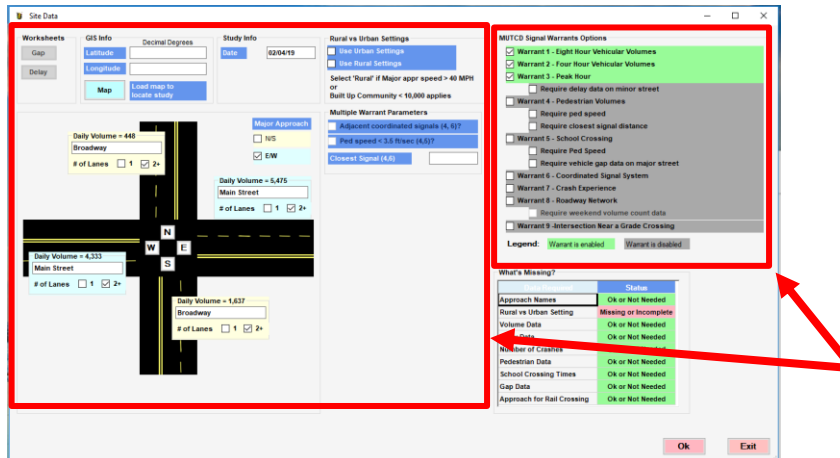 Site Data
Worksheets
Gap
Delay
GIS Info
Decimal Degrees
Latitude
Longitude
Map
Load map to
locate study
Study Info
Date
02/04/19
Rural vs Urban Settings
Use Urban Settings
Use Rural Settings
Select 'Rural' if Major appr speed > 40 MPH
or
Built Up Community < 10,000 applies
Multiple Warrant Parameters
Adjacent coordinated signals (4, 6)?
Ped speed < 3.5 ft/sec (4,5)?
Closest Signal (4,6)
Major Approach
N/S
E/W
Daily Volume = 448
Broadway
# of Lanes 1 2+
Daily Volume = 5,475
Main Street
# of Lanes 1 2+
N
W E
S
Daily Volume = 4,333
Main Street
# of Lanes 1 2+
Daily Volume = 1,637
Broadway
# of Lanes 1 2+
MUTCD Signal Warrants Options
Warrant 1 - Eight Hour Vehicular Volumes
Warrant 2 - Four Hour Vehicular Volumes
Warrant 3 - Peak Hour
Require delay data on minor street
Warrant 4 - Pedestrian Volumes
Require ped speed
Require closest signal distance
Warrant 5 - School Crossing
Require Ped Speed
Require vehicle gap data on major street
Warrant 6 - Coordinated Signal System
Warrant 7 - Crash Experience
Warrant 8 - Roadway Network
Require weekend volume count data
Warrant 9 -Intersection Near a Grade Crossing
Legend: Warrant is enabled Warrant is disabled
What's Missing?
Status
Approach Names Ok or Not Needed
Rural vs Urban Setting Missing or Incomplete
Volume Data Ok or Not Needed
Data Ok or Not Needed
Number of Crashes Ok or Not Needed
Pedestrian Data Ok or Not Needed
School Crossing Times Ok or Not Needed
Gap Data Ok or Not Needed
Approach for Rail Crossing Ok or Not Needed
Ok
Exit